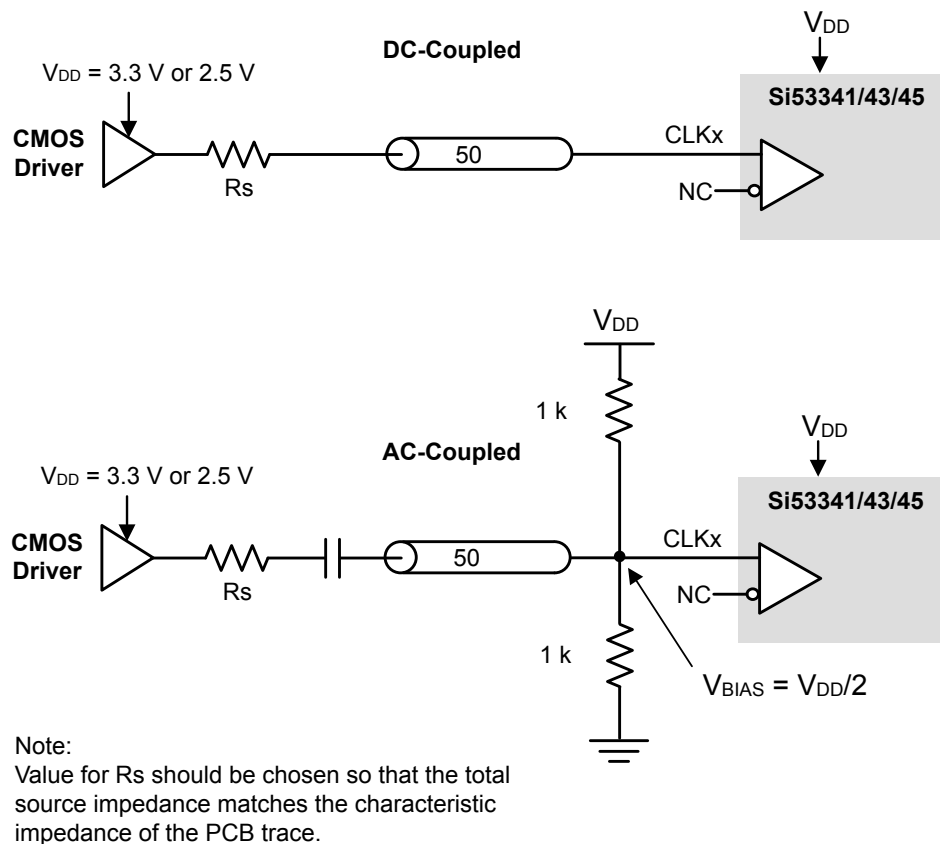 DC-Coupled
VDD
VDD = 3.3 V or 2.5 V
Si53341/43/45
CMOS
Driver
Rs
50
CLKx
NC
VDD
1 k
AC-Coupled
VDD
VDD = 3.3 V or 2.5 V
Si53341/43/45
CMOS
Driver
Rs
50
CLKx
NC
1 k
VBIAS = VDD/2
Note:
Value for Rs should be chosen so that the total
source impedance matches the characteristic
impedance of the PCB trace.